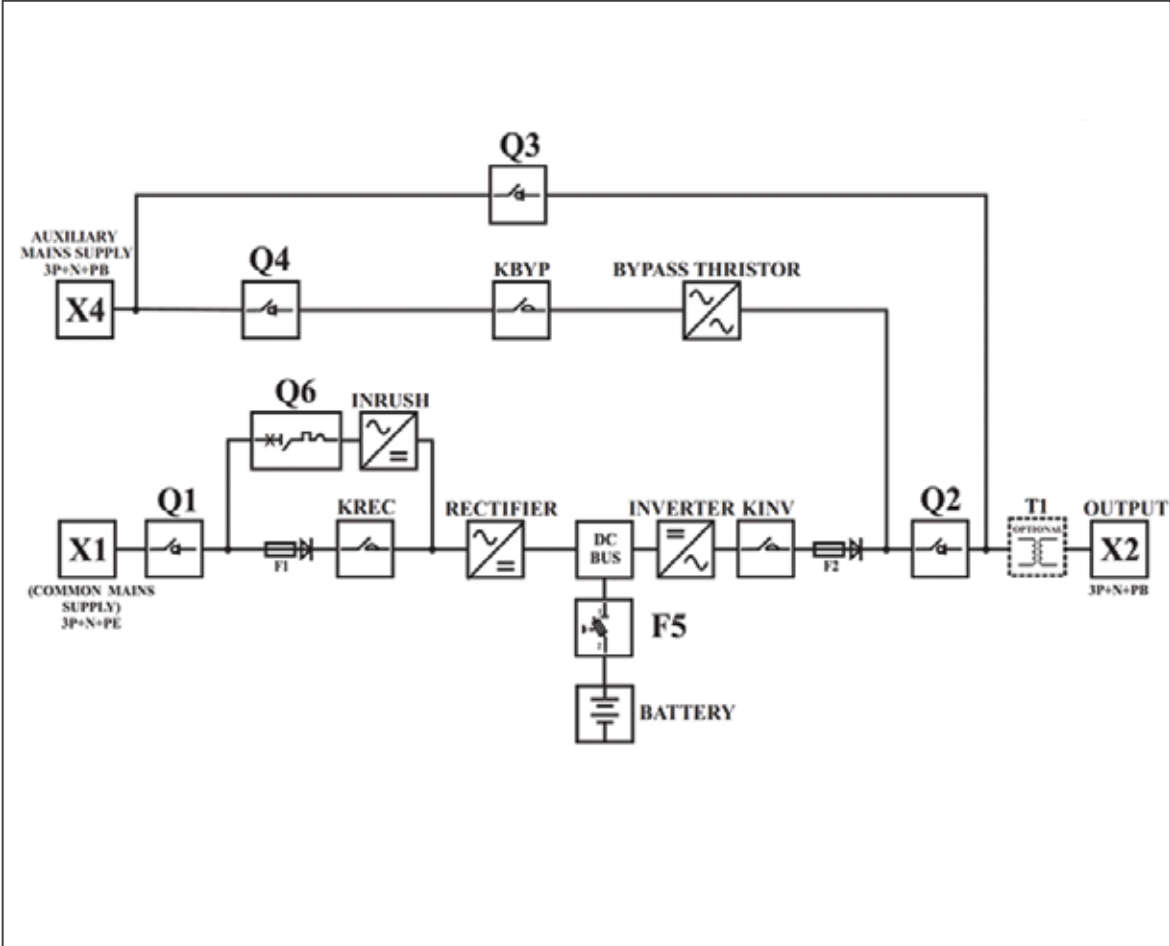 Q3
AUXILIARY
MAINS SUPPLY
3P+N+PB
X4
Q4
KBYP
BYPASS THRISTOR
Q6
INRUSH
X1
(COMMON MAINS
SUPPLY)
3P+N+PE
Q1
F1
KREC
RECTIFIER
DC
BUS
INVERTER
KINV
F2
Q2
T1
OPTIONAL
OUTPUT
X2
3P+N+PB
F5
BATTERY